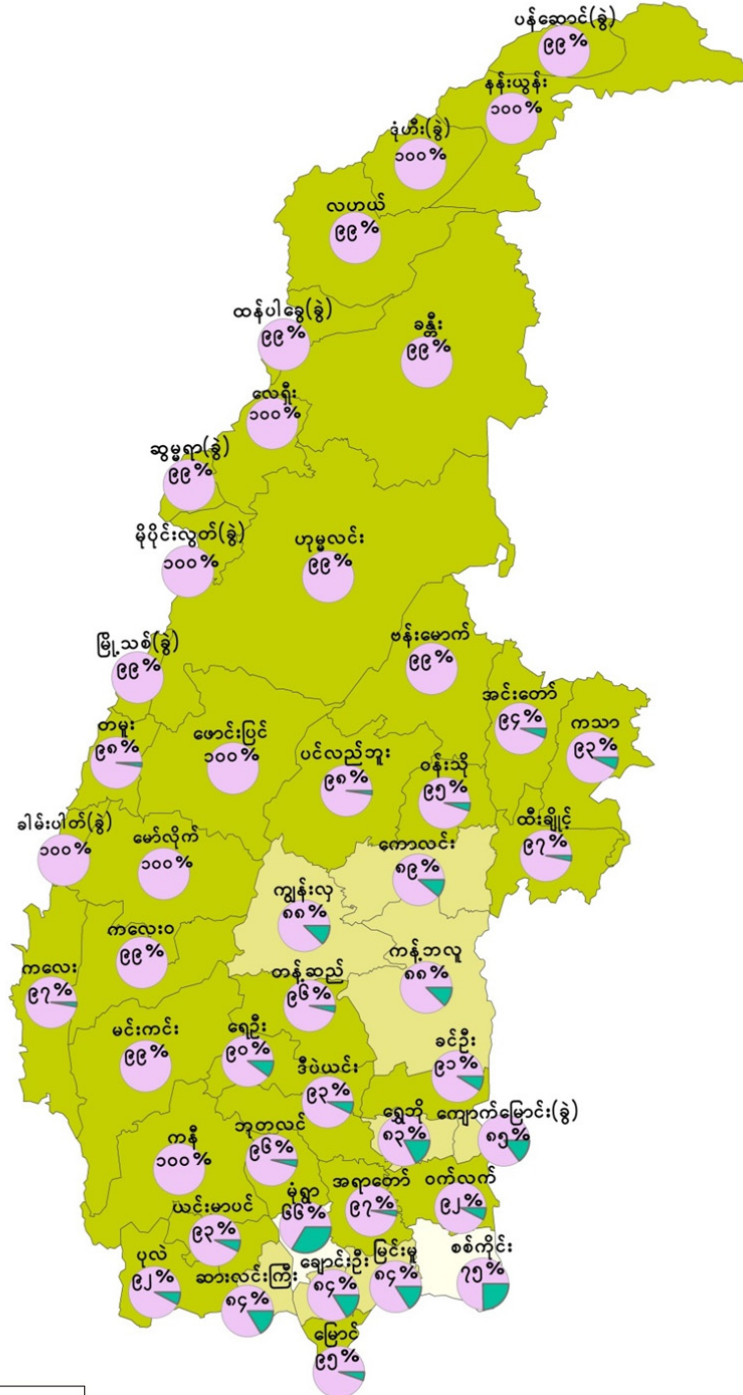 ပန်ဆောင်(ခွဲ)
၉၉%
နန်းယွန်း
၁၀၀%
ဒုံဟီး(ခွဲ)
၁၀၀%
လဟယ်
၉၉%
ထန်ပါခွေ(ခွဲ)
၉၉%
ခန္တီး
၉၉%
လေရှီး
၁၀၀%
ဆွမ္မရာ(ခွဲ)
၉၉%
မိုပိုင်းလွတ်(ခွဲ)
၁၀၀%
ဟုမ္မလင်း
၉၉%
ဗန်းမောက်
၉၉%
မြို့သစ်(ခွဲ)
၉၉%
အင်းတော်
၉၄%
ကသာ
၉၃%
တမူး
၉၈%
ဖောင်းပြင်
၁၀၀%
ပင်လည်ဘူး
၉၈%
ဝန်းသို
၉၅%
ထီးချိုင့်
၉၇%
ခါမ်းပါတ်(ခွဲ)
၁၀၀%
မော်လိုက်
၁၀၀%
ကောလင်း
၈၉%
ကျွန်းလှ
၈၈%
ကလေးဝ
၉၉%
ကန့်ဘလူ
၈၈%
ကလေး
၉၇%
တန့်ဆည်
၉၆%
မင်းကင်း
၉၉%
ရေဦး
၉၀%
ခင်ဦး
၉၁%
ဒီပဲယင်း
၉၃%
ရွှေဘို
၈၃%
ကျောက်မြောင်း(ခွဲ)
၈၅%
ကနီ
၁၀၀%
ဘုတလင်
၉၆%
အရာတော်
၉၇%
ဝက်လက်
၉၂%
မုံရွာ
၆၆%
ယင်းမာပင်
၉၃%
ပုလဲ
၉၂%
ဆားလင်းကြီး
၈၄%
ချောင်းဦး
၈၄%
မြင်းမူ
၈၄%
စစ်ကိုင်း
၇၅%
မြောင်
၉၅%